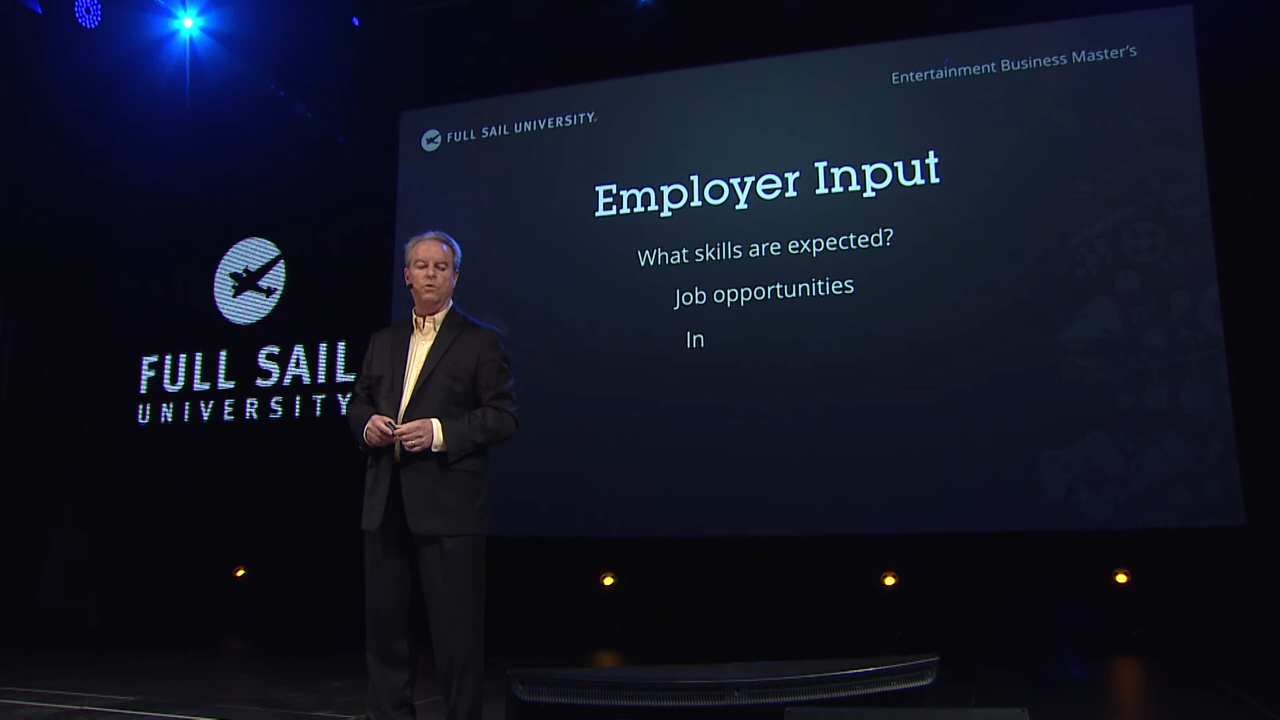 Entertainment Business Master's
FULL SAIL UNIVERSITY
Employer Input
What skills are expected?
Job opportunities
In
FULL SAIL
UNIVERSITY